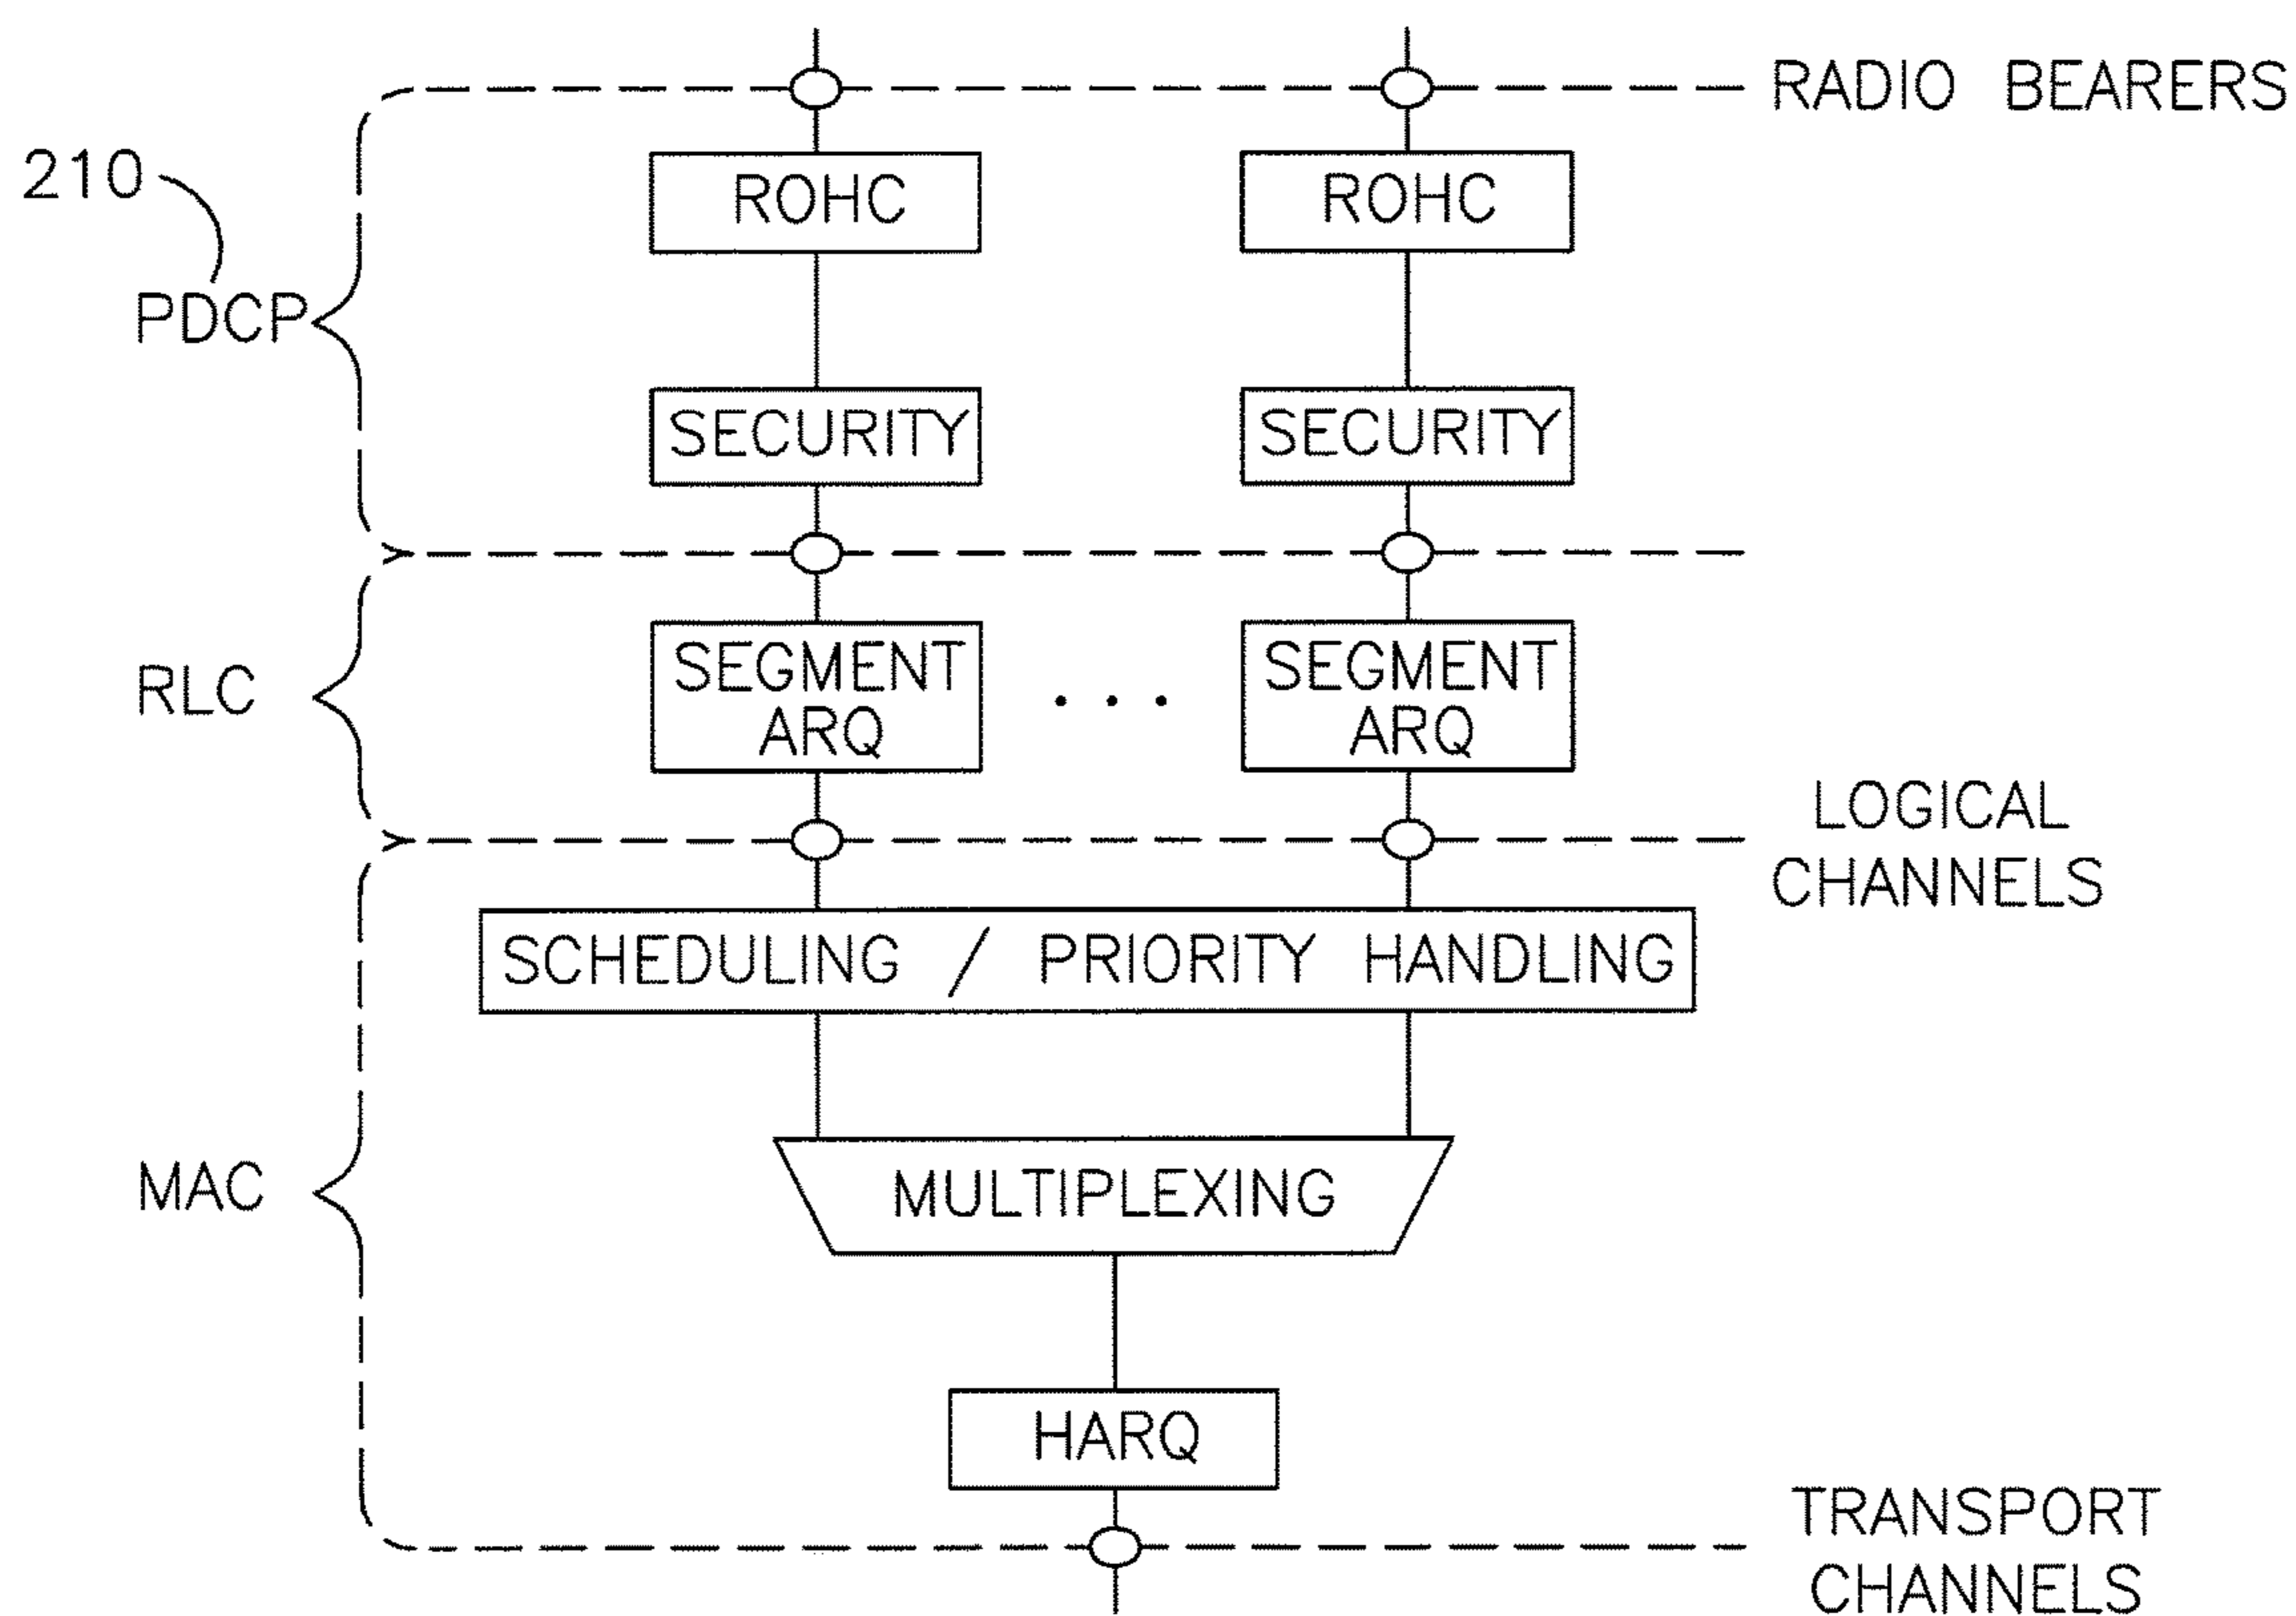 RADIO BEARERS
210
ROHC
ROHC
PDCP
SECURITY
SECURITY
RLC
SEGMENT
ARQ
. . .
SEGMENT
ARQ
LOGICAL
CHANNELS
SCHEDULING / PRIORITY HANDLING
MAC
MULTIPLEXING
HARQ
TRANSPORT
CHANNELS